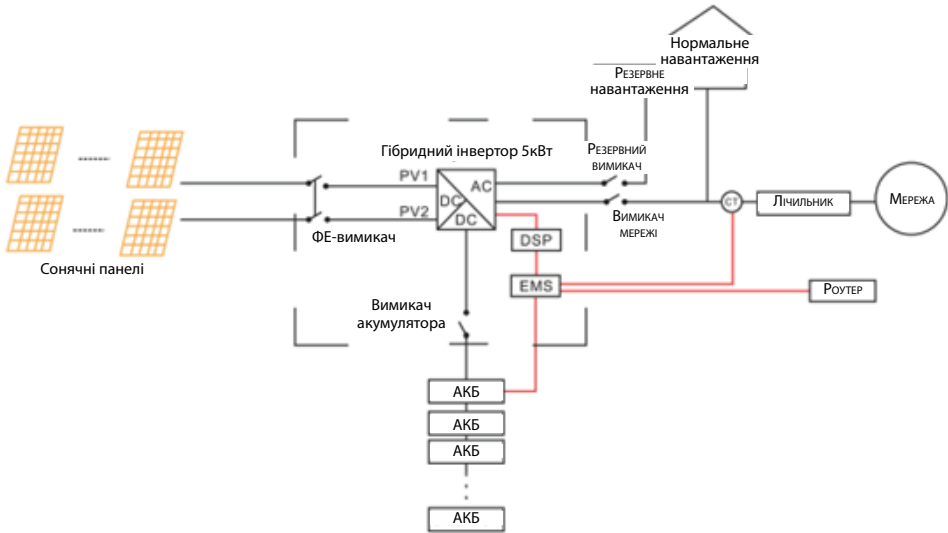 Нормальне
навантаження
Резервне
навантаження
Гібридний інвертор 5кВт
Резервний
вимикач
PV1
AC
DC
DC
PV2
ФЕ-вимикач
Вимикач
мережі
CT
Лічильник
Мережа
DSP
EMS
Роутер
Сонячні панелі
Вимикач
акумулятора
АКБ
АКБ
АКБ
АКБ